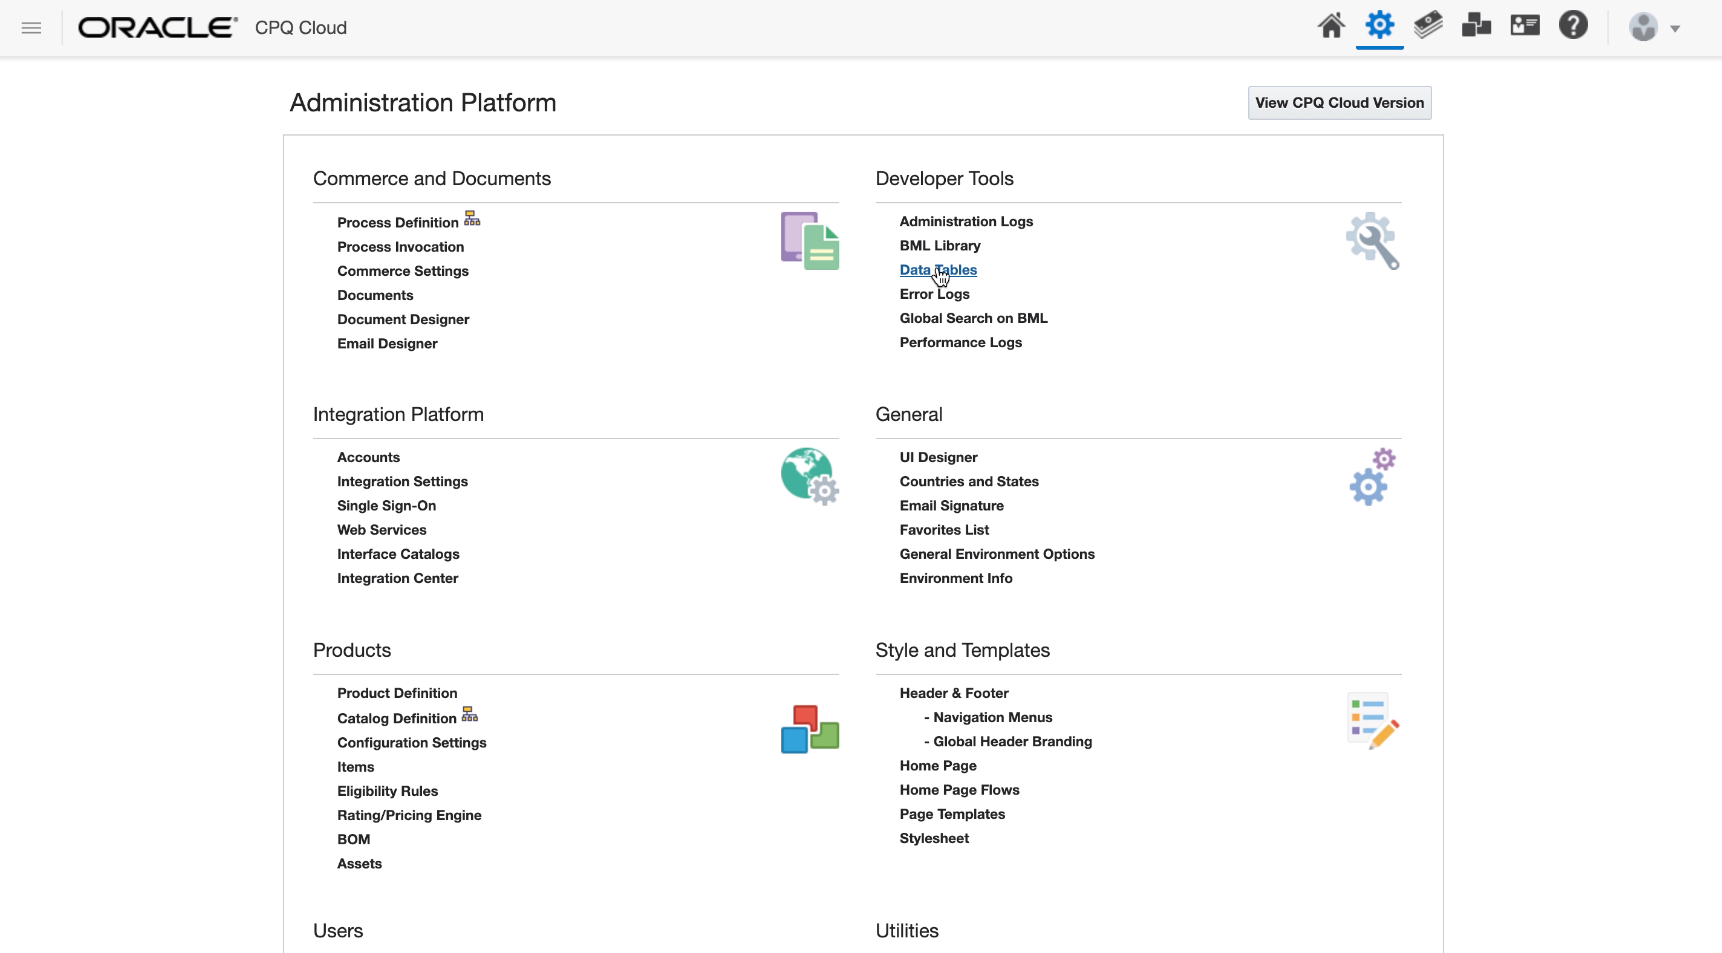 ORACLE® CPQ Cloud
Administration Platform
View CPQ Cloud Version
Commerce and Documents
Process Definition
Process Invocation
Commerce Settings
Documents
Document Designer
Email Designer
Developer Tools
Administration Logs
BML Library
Data Tables
Error Logs
Global Search on BML
Performance Logs
Integration Platform
Accounts
Integration Settings
Single Sign-On
Web Services
Interface Catalogs
Integration Center
General
UI Designer
Countries and States
Email Signature
Favorites List
General Environment Options
Environment Info
Products
Product Definition
Catalog Definition
Configuration Settings
Items
Eligibility Rules
Rating/Pricing Engine
BOM
Assets
Style and Templates
Header & Footer
- Navigation Menus
- Global Header Branding
Home Page
Home Page Flows
Page Templates
Stylesheet
Users
Utilities